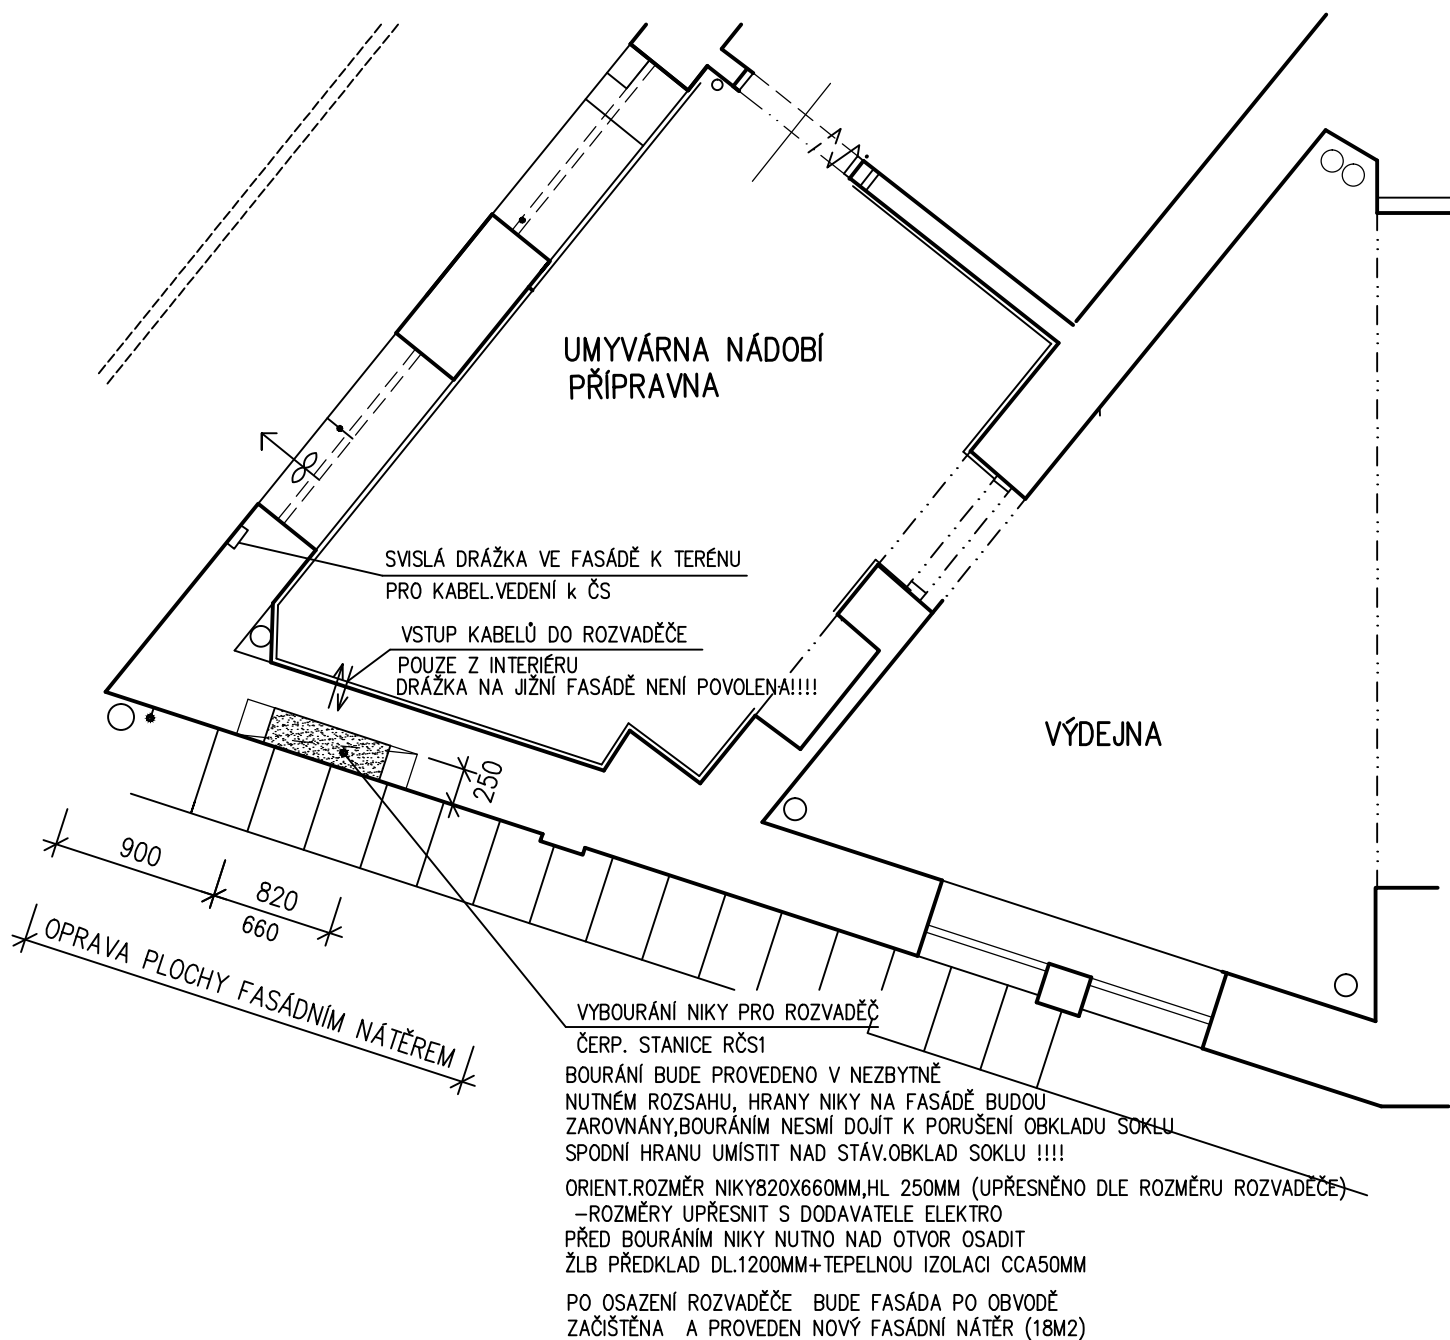 UMYVÁRNA NÁDOBÍ
PŘÍPRAVNA
SVISLÁ DRÁŽKA VE FASÁDĚ K TERÉNU
PRO KABEL.VEDENÍ k ČS
VSTUP KABELŮ DO ROZVADĚČE
POUZE Z INTERIÉRU
DRÁŽKA NA JIŽNÍ FASÁDĚ NENÍ POVOLENA!!!!
VÝDEJNA
250
900
820
660
OPRAVA PLOCHY FASÁDNÍM NÁTĚREM
VYBOURÁNÍ NIKY PRO ROZVADĚČ
ČERP. STANICE RČS1
BOURÁNÍ BUDE PROVEDENO V NEZBYTNĚ
NUTNÉM ROZSAHU, HRANY NIKY NA FASÁDĚ BUDOU
ZAROVNÁNY,BOURÁNÍM NESMÍ DOJÍT K PORUŠENÍ OBKLADU SOKLU
SPODNÍ HRANU UMÍSTIT NAD STÁV.OBKLAD SOKLU !!!!
ORIENT.ROZMĚR NIKY820X660MM,HL 250MM (UPŘESNĚNO DLE ROZMĚRU ROZVADĚČE)
-ROZMĚRY UPŘESNIT S DODAVATELE ELEKTRO
PŘED BOURÁNÍM NIKY NUTNO NAD OTVOR OSADIT
ŽLB PŘEDKLAD DL.1200MM+TEPELNOU IZOLACI CCA50MM
PO OSAZENÍ ROZVADĚČE BUDE FASÁDA PO OBVODĚ
ZAČIŠTĚNA A PROVEDEN NOVÝ FASÁDNÍ NÁTĚR (18M2)